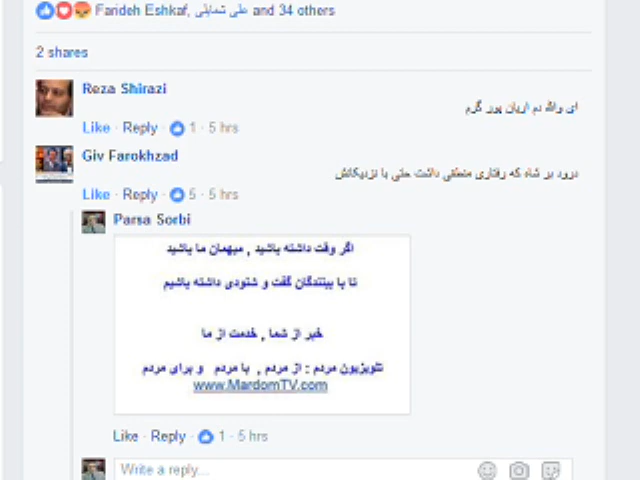 Farideh Eshkaf, علی شمایلی and 34 others
2 shares
Reza Shirazi
ای والله دم اریان پور گرم
Like · Reply · 1 · 5 hrs
Giv Farokhzad
درود بر شاه که رفتاری منطقی داشت حتی با نزدیکانش
Like · Reply · 5 · 5 hrs
Parsa Sorbi
اگر وقت داشته باشید , میهمان ما باشید
تا با بینندگان گفت و شنودی داشته باشیم
خبر از شما , خدمت از ما
تلویزیون مردم : از مردم , با مردم و برای مردم
www.MardomTV.com
Like · Reply · 1 · 5 hrs
Write a reply...